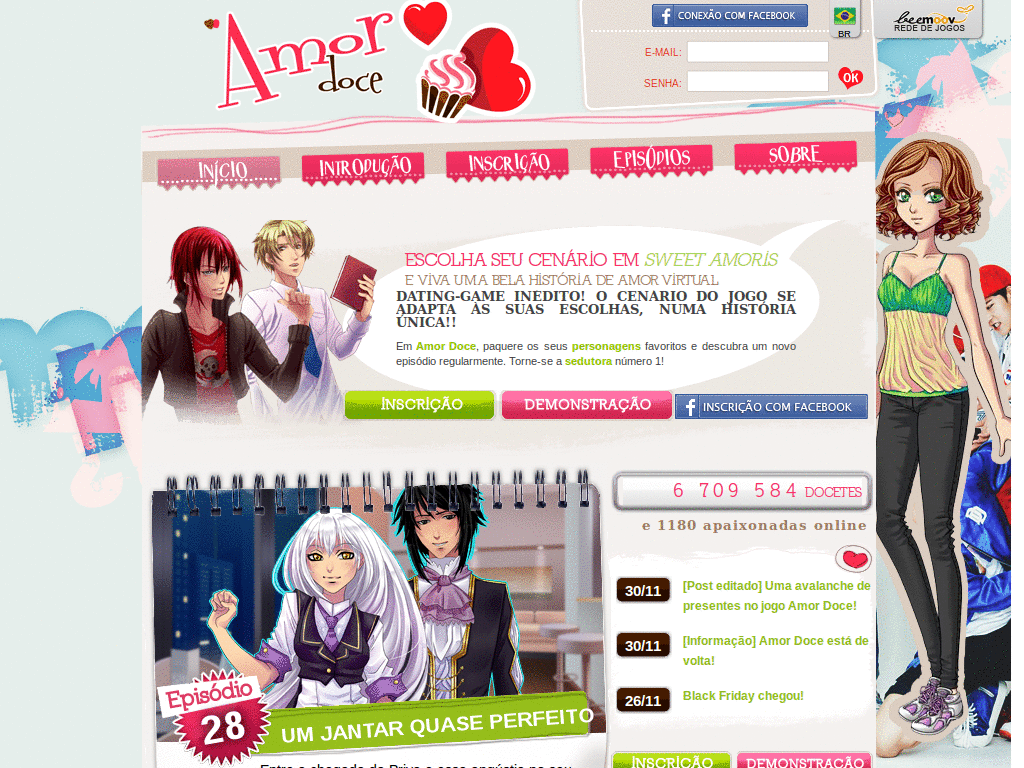 Amor
doce
CONEXÃO COM FACEBOOK
E-MAIL:
SENHA:
OK
BR
beemoov
REDE DE JOGOS
INÍCIO
INTRODUÇÃO
INSCRIÇÃO
EPISÓDIOS
SOBRE
ESCOLHA SEU CENÁRIO EM SWEET AMORIS
E VIVA UMA BELA HISTÓRIA DE AMOR VIRTUAL
DATING-GAME INEDITO! O CENARIO DO JOGO SE
ADAPTA ÀS SUAS ESCOLHAS, NUMA HISTÓRIA
ÚNICA!!
Em Amor Doce, paquere os seus personagens favoritos e descubra um novo
episódio regularmente. Torne-se a sedutora número 1!
INSCRIÇÃO
DEMONSTRAÇÃO
INSCRIÇÃO COM FACEBOOK
6 709 584 DOCETES
e 1180 apaixonadas online
30/11
[Post editado] Uma avalanche de
presentes no jogo Amor Doce!
30/11
[Informação] Amor Doce está de
volta!
26/11
Black Friday chegou!
Episódio
28
UM JANTAR QUASE PERFEITO
INSCRIÇÃO
DEMONSTRAÇÃO